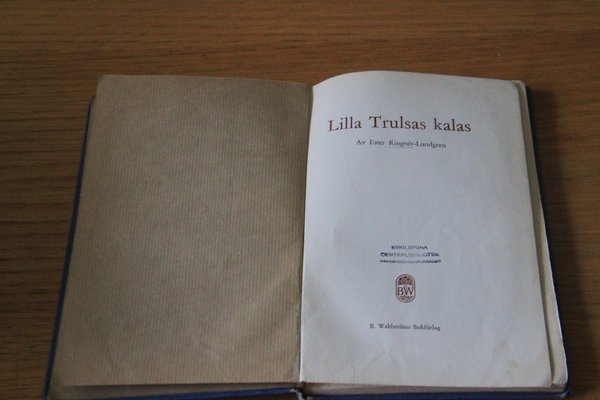 Lilla Trulsas kalas
Av Ester Ringnér-Lundgren
ESKILSTUNA
CENTRALBIBLIOTEK
BW
B. Wahlströms Bokförlag